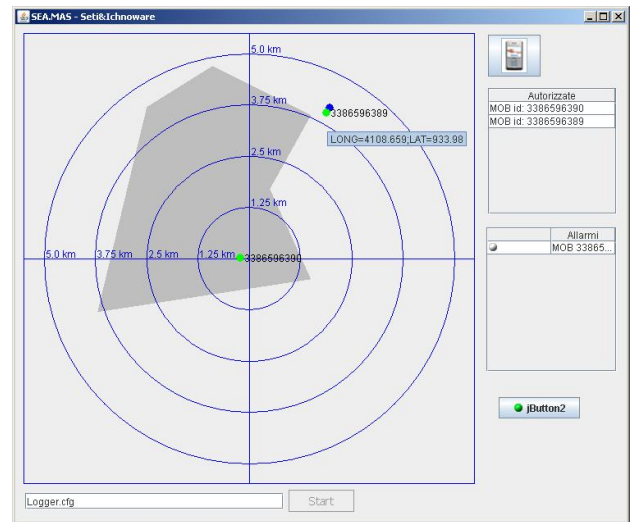 SEA.MAS - Seti&Ichnoware
5.0 km
3.75 km
3386596389
LONG=4108.659;LAT=933.98
2.5 km
1.25 km
5.0 km 3.75 km 2.5 km 1.25 km 3386596390
Autorizzate
MOB id: 3386596390
MOB id: 3386596389
Allarmi
MOB 33865...
jButton2
Logger.cfg
Start